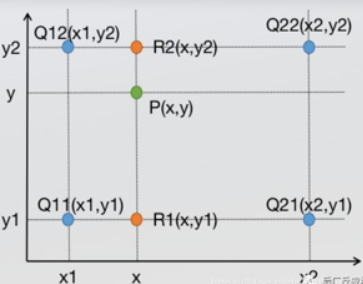 Q22(x2,y2)
Q12(x1,y2)
y2 R2(x,y2)
y
P(x,y)
Q11(x1,y1) Q21(x2,y1)
y1 R1(x,y1)
x1 x x2